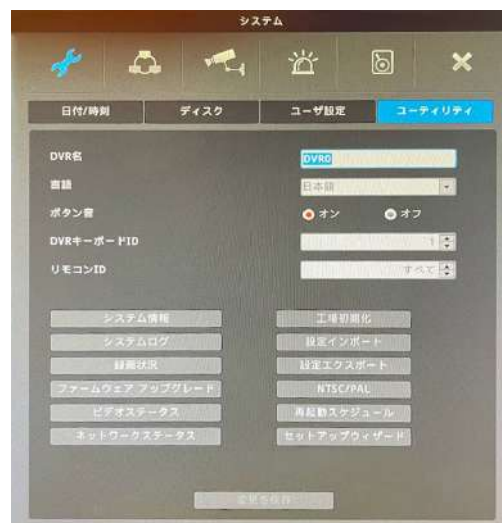 システム
日付/時刻 ディスク ユーザ設定 ユーティリティ
DVR名 DVR0
言語 日本語
ボタン音 オン オフ
DVRキーボードID 1
リモコンID すべて
システム情報 工場初期化
システムログ 設定インポート
録画状況 設定エクスポート
ファームウェア アップグレード NTSC/PAL
ビデオステータス 再起動スケジュール
ネットワークステータス セットアップウィザード
変更を保存